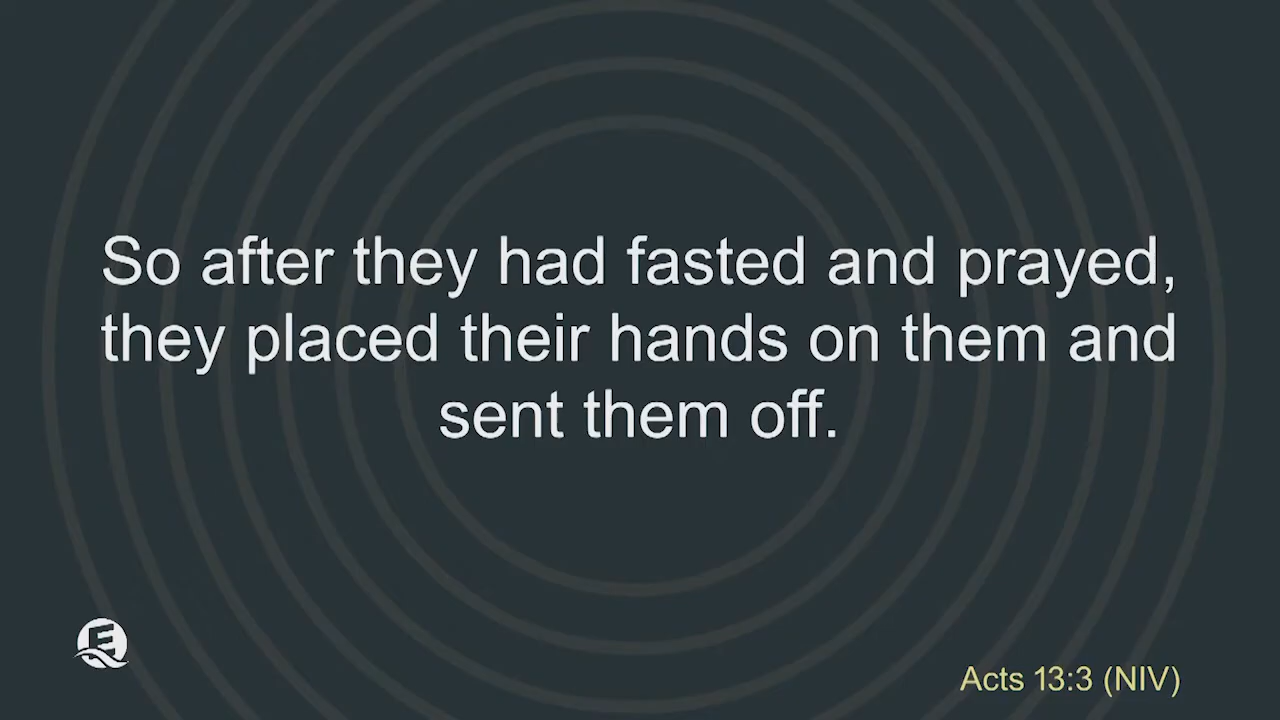 So after they had fasted and prayed,
they placed their hands on them and
sent them off.
Acts 13:3 (NIV)